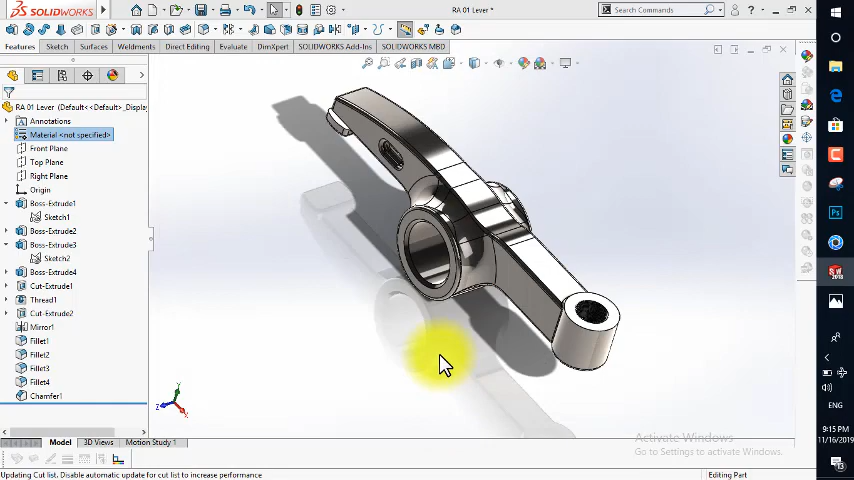 SOLIDWORKS
RA 01 Lever *
Search Commands
Features
Sketch
Surfaces
Weldments
Direct Editing
Evaluate
DimXpert
SOLIDWORKS Add-Ins
SOLIDWORKS MBD
RA 01 Lever (Default<<Default>_Displa
Annotations
Material <not specified>
Front Plane
Top Plane
Right Plane
Origin
Boss-Extrude1
Sketch1
Boss-Extrude2
Boss-Extrude3
Sketch2
Boss-Extrude4
Cut-Extrude1
Thread1
Cut-Extrude2
Mirror1
Fillet1
Fillet2
Fillet3
Fillet4
Chamfer1
Y
Z
X
Model
3D Views
Motion Study 1
Updating Cut list. Disable automatic update for cut list to increase performance
Editing Part
Activate Windows
Go to Settings to activate Windows.
Ps
SW
2018
ENG
9:15 PM
11/16/2019